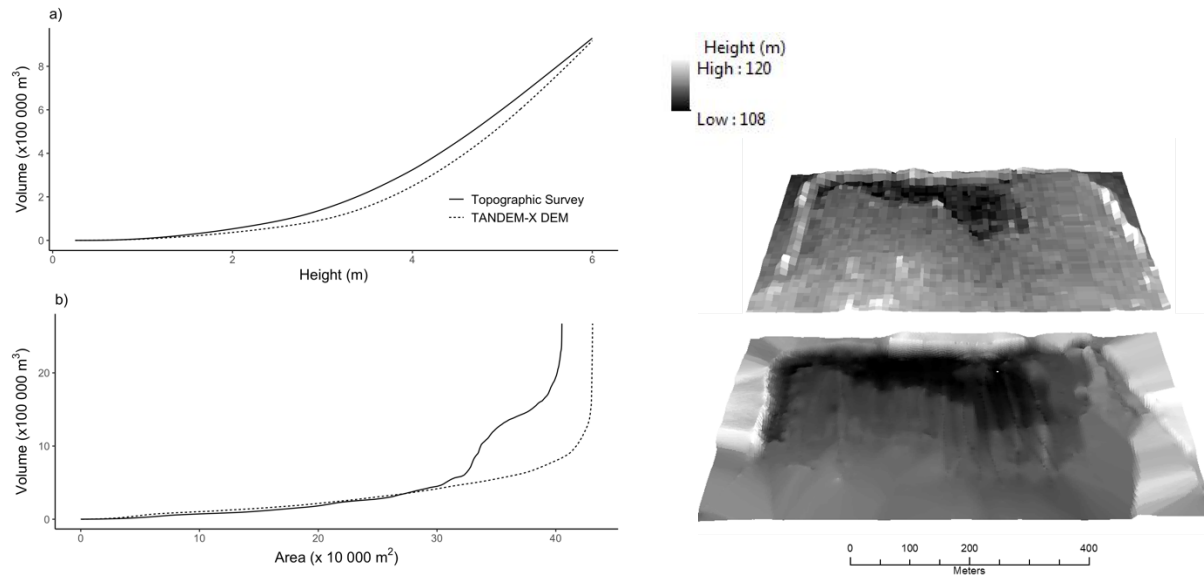 a)
Volume (x100 000 m³)
8
6
4
2
0
Topographic Survey
TANDEM-X DEM
0 2 4 6
Height (m)
b)
Volume (x100 000 m³)
20
10
0
0 10 20 30 40
Area (x 10 000 m²)
Height (m)
High : 120
Low : 108
0 100 200 400
Meters